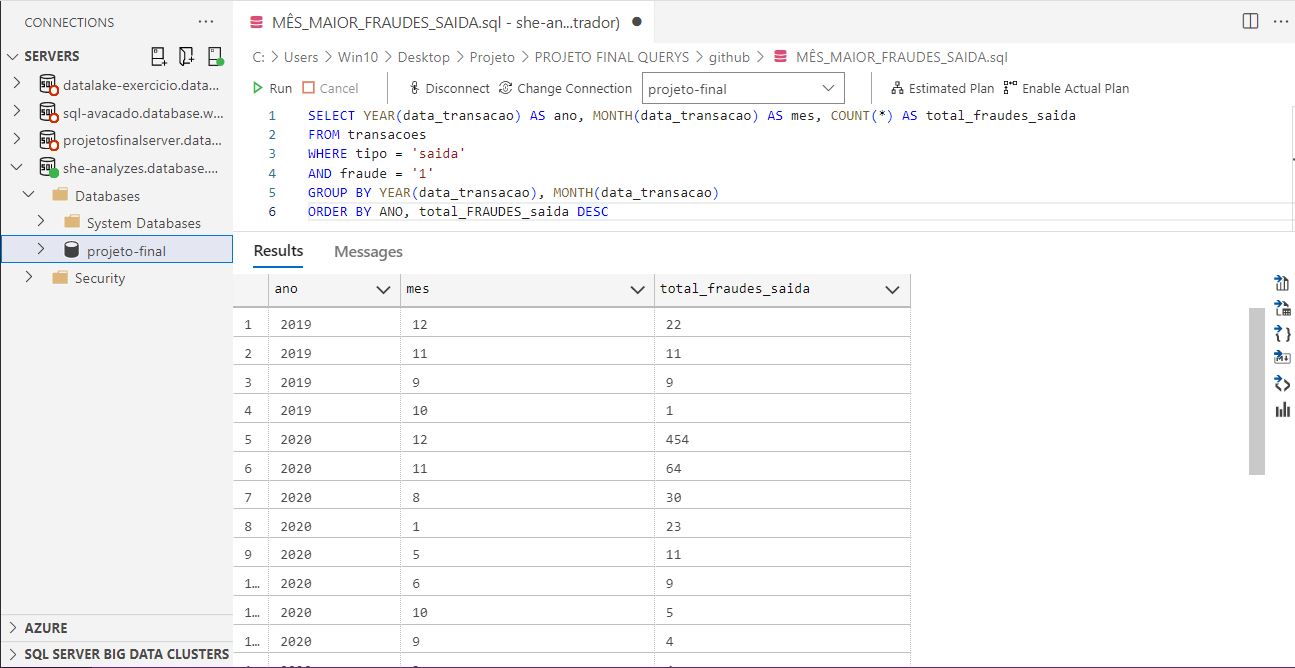 CONNECTIONS ···
SERVERS
datalake-exercicio.data...
sql-avacado.database.w...
projetosfinalserver.data...
she-analyzes.database....
Databases
System Databases
projeto-final
Security
AZURE
SQL SERVER BIG DATA CLUSTERS
MÊS_MAIOR_FRAUDES_SAIDA.sql - she-an...trador) ●
C: > Users > Win10 > Desktop > Projeto > PROJETO FINAL QUERYS > github > MÊS_MAIOR_FRAUDES_SAIDA.sql
Run Cancel Disconnect Change Connection projeto-final Estimated Plan Enable Actual Plan
1 SELECT YEAR(data_transacao) AS ano, MONTH(data_transacao) AS mes, COUNT(*) AS total_fraudes_saida
2 FROM transacoes
3 WHERE tipo = 'saida'
4 AND fraude = '1'
5 GROUP BY YEAR(data_transacao), MONTH(data_transacao)
6 ORDER BY ANO, total_FRAUDES_saida DESC
Results Messages
ano mes total_fraudes_saida
1 2019 12 22
2 2019 11 11
3 2019 9 9
4 2019 10 1
5 2020 12 454
6 2020 11 64
7 2020 8 30
8 2020 1 23
9 2020 5 11
1... 2020 6 9
1... 2020 10 5
1... 2020 9 4